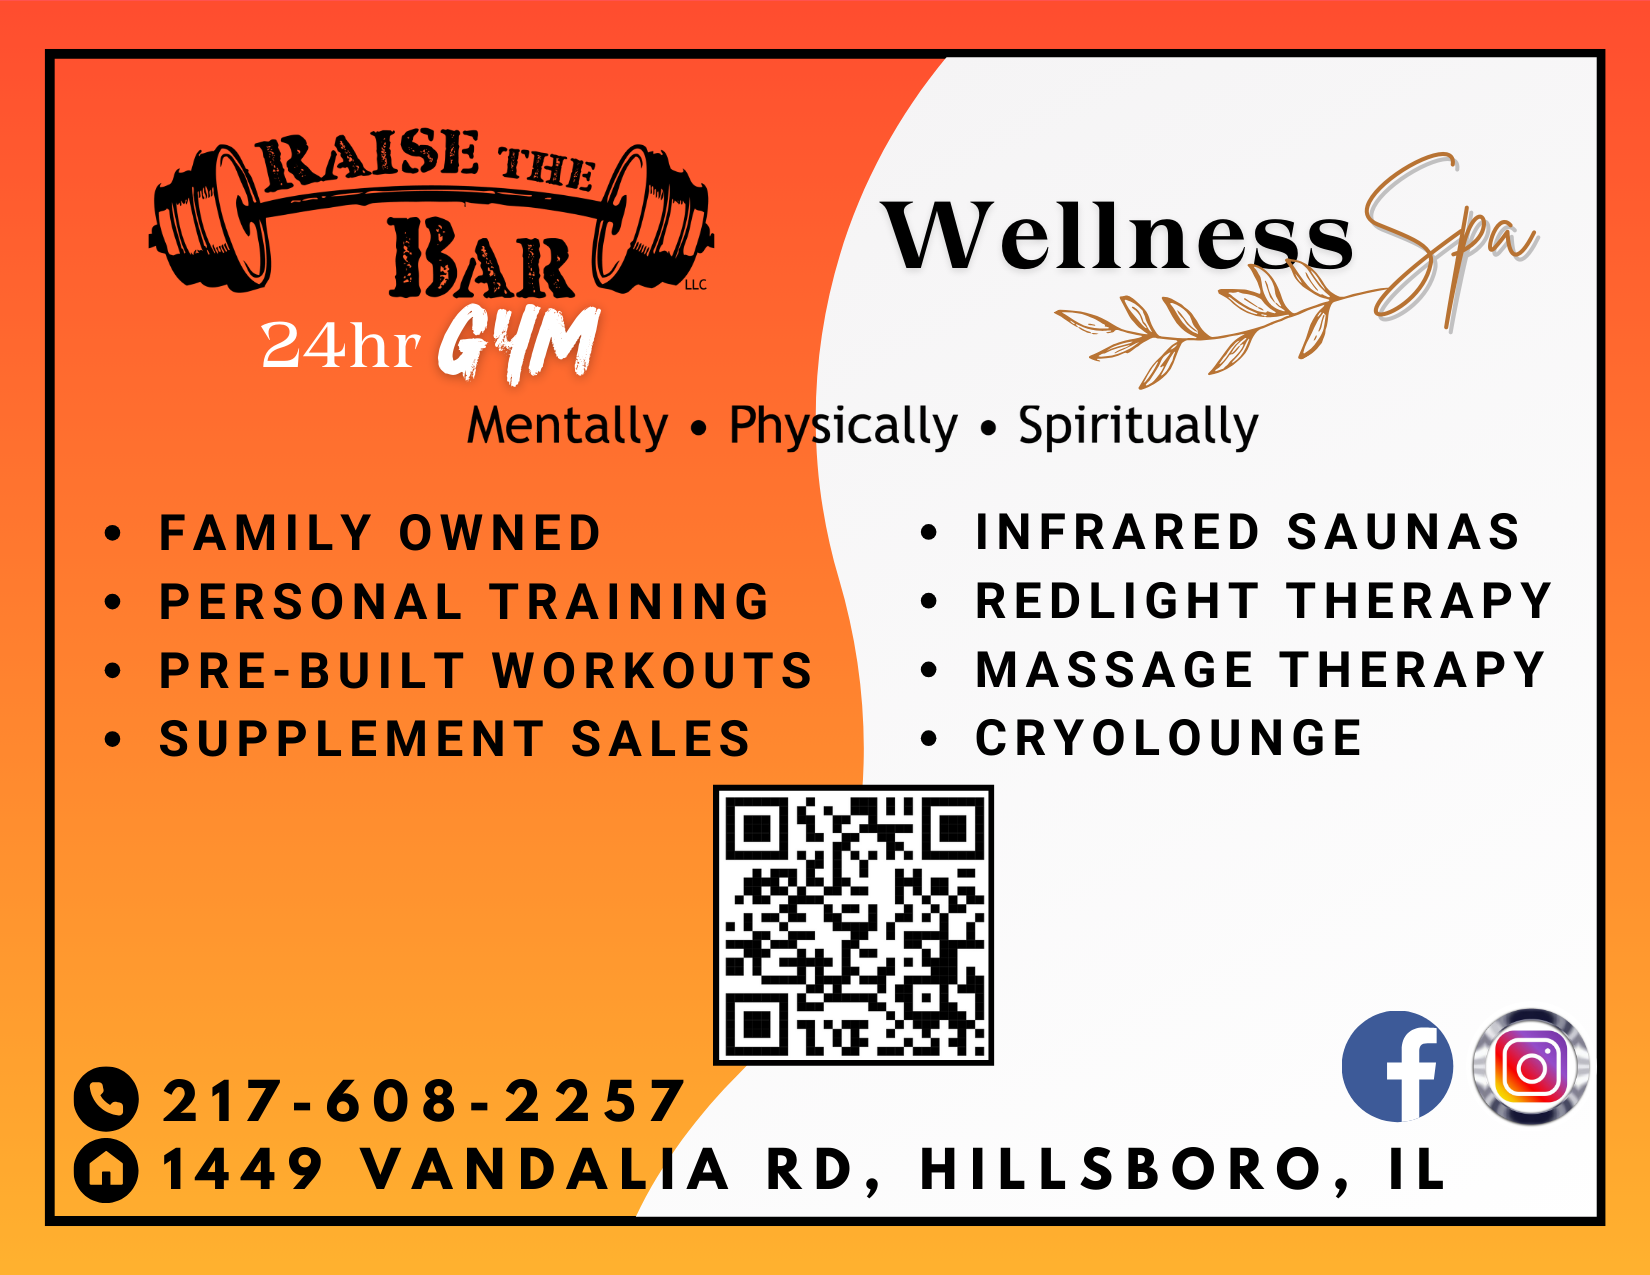 RAISE THE
BAR
LLC
24hr GYM
Wellness Spa
Mentally • Physically • Spiritually
• FAMILY OWNED
• PERSONAL TRAINING
• PRE-BUILT WORKOUTS
• SUPPLEMENT SALES
• INFRARED SAUNAS
• REDLIGHT THERAPY
• MASSAGE THERAPY
• CRYOLOUNGE
217-608-2257
1449 VANDALIA RD, HILLSBORO, IL